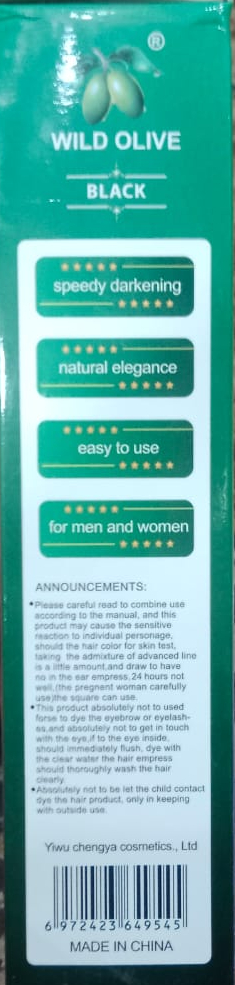 ®
WILD OLIVE
BLACK
speedy darkening
natural elegance
easy to use
for men and women
ANNOUNCEMENTS:
•Please careful read to combine use
according to the manual, and this
product may cause the sensitive
reaction to individual personage,
should the hair color for skin test,
taking the admixture of advanced line
is a little amount,and draw to have
no in the ear empress,24 hours not
well,(the pregnent woman carefully
use)the square can use.
•This product absolutely not to used
forse to dye the eyebrow or eyelash-
es,and absolutely not to get in touch
with the eye,if to the eye inside,
should immediately flush, dye with
the clear water the hair empress
should thoroughly wash the hair
clearly.
•Absolutely not to be let the child contact
dye the hair product, only in keeping
with outside use.
Yiwu chengya cosmetics., Ltd
6 972423 649545
MADE IN CHINA